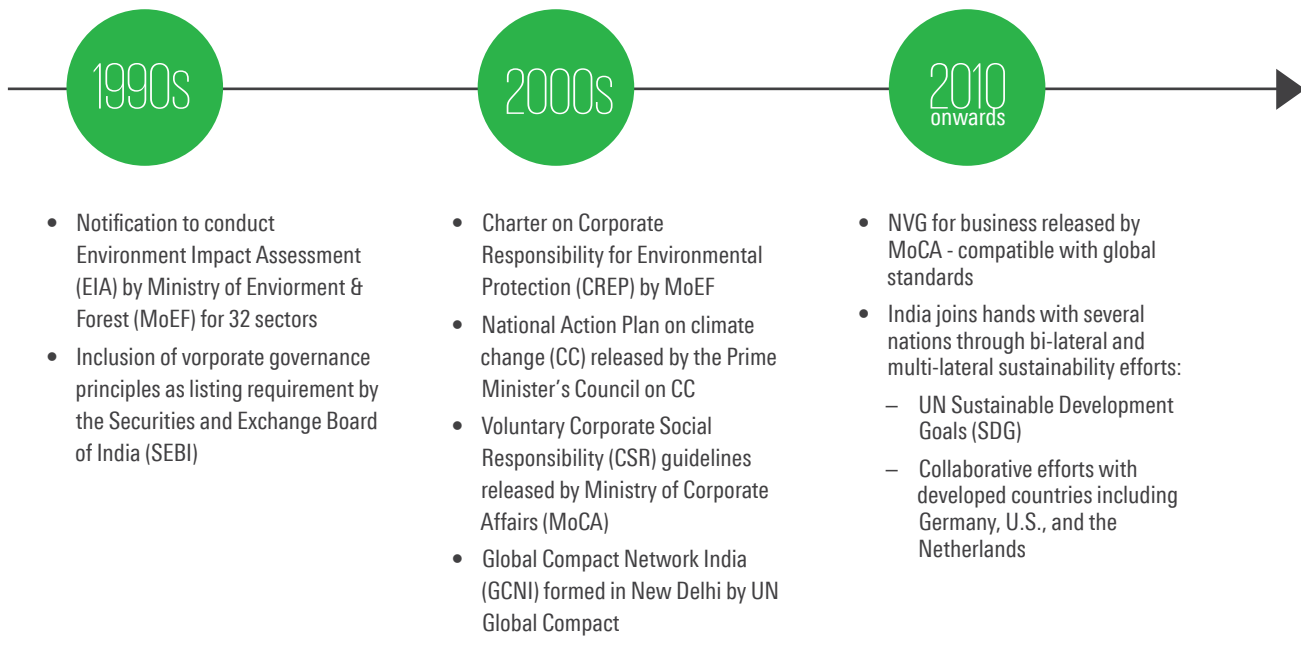 1990s
2000s
2010
onwards
• Notification to conduct
Environment Impact Assessment
(EIA) by Ministry of Enviorment &
Forest (MoEF) for 32 sectors
• Inclusion of vorporate governance
principles as listing requirement by
the Securities and Exchange Board
of India (SEBI)
• Charter on Corporate
Responsibility for Environmental
Protection (CREP) by MoEF
• National Action Plan on climate
change (CC) released by the Prime
Minister’s Council on CC
• Voluntary Corporate Social
Responsibility (CSR) guidelines
released by Ministry of Corporate
Affairs (MoCA)
• Global Compact Network India
(GCNI) formed in New Delhi by UN
Global Compact
• NVG for business released by
MoCA - compatible with global
standards
• India joins hands with several
nations through bi-lateral and
multi-lateral sustainability efforts:
– UN Sustainable Development
Goals (SDG)
– Collaborative efforts with
developed countries including
Germany, U.S., and the
Netherlands